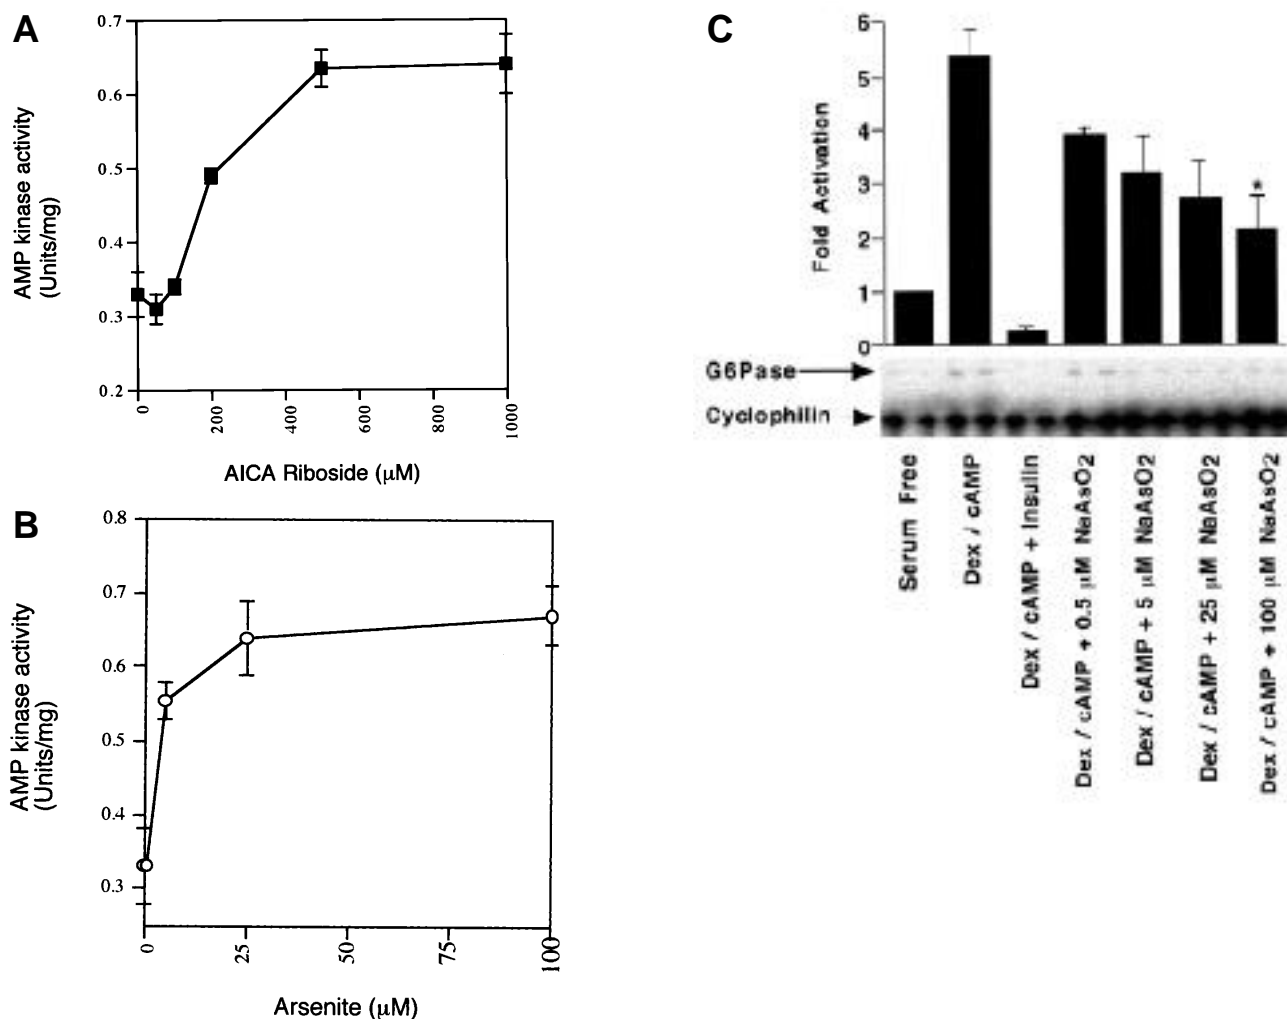 A
0.7
0.6
0.5
0.4
0.3
0.2
AMP kinase activity
(Units/mg)
0
200
400
600
800
1000
AICA Riboside (μM)
B
0.8
0.7
0.6
0.5
0.4
0.3
AMP kinase activity
(Units/mg)
0
25
50
75
100
Arsenite (μM)
C
6
5
4
3
2
1
0
Fold Activation
*
G6Pase
Cyclophilin
Serum Free
Dex / cAMP
Dex / cAMP + Insulin
Dex / cAMP + 0.5 μM NaAsO2
Dex / cAMP + 5 μM NaAsO2
Dex / cAMP + 25 μM NaAsO2
Dex / cAMP + 100 μM NaAsO2